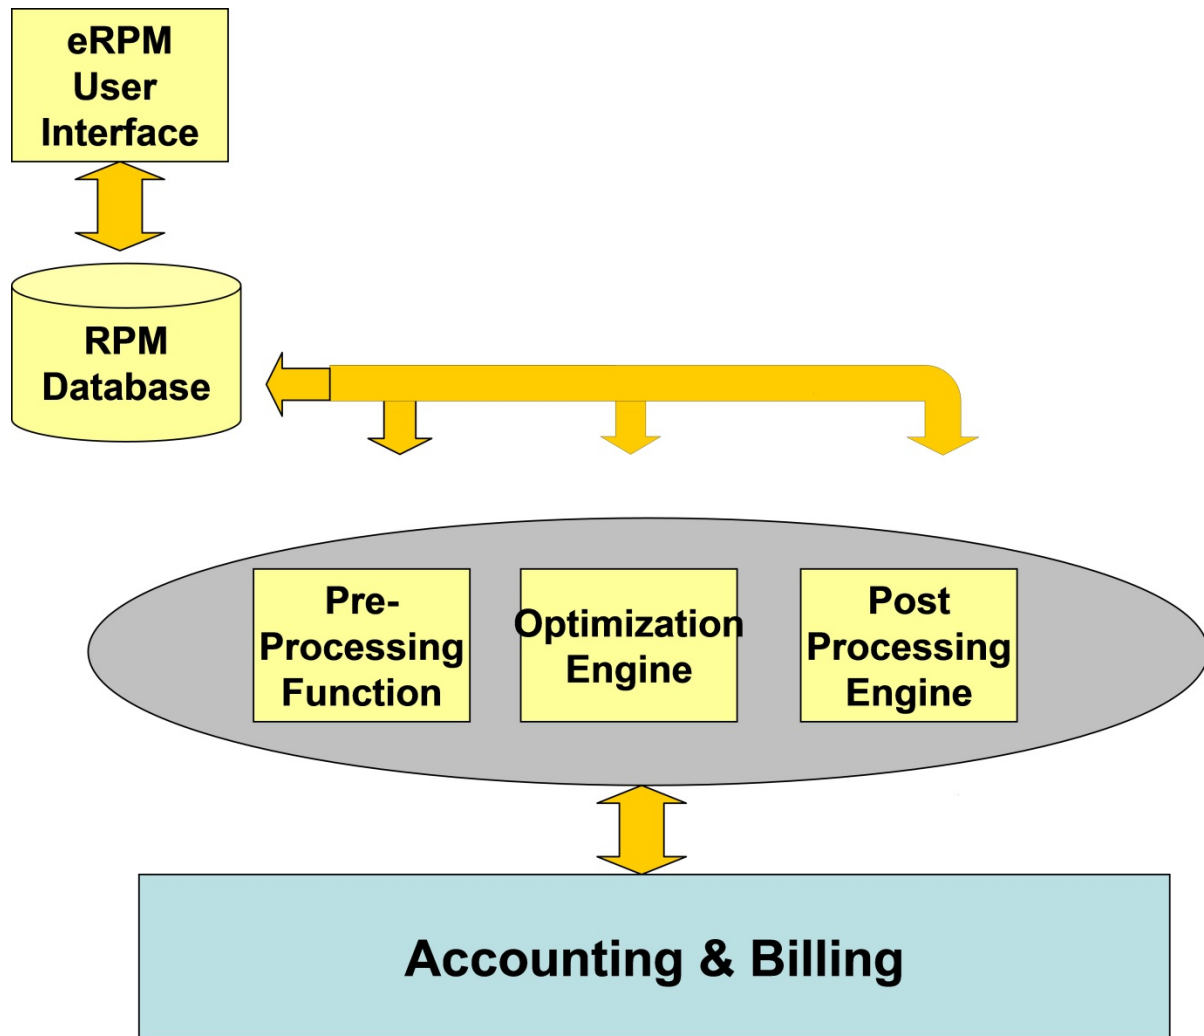 eRPM
User
Interface
RPM
Database
Pre-
Processing
Function
Optimization
Engine
Post
Processing
Engine
Accounting & Billing